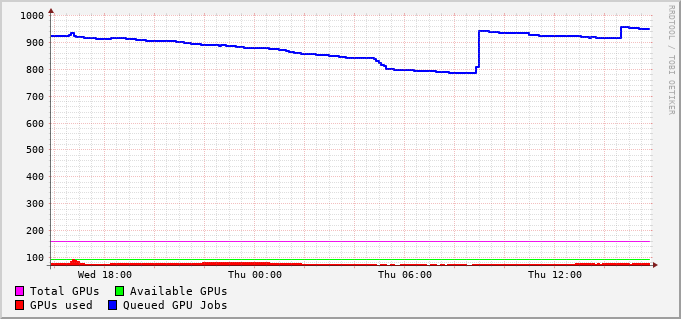 1000
900
800
700
600
500
400
300
200
100
Wed 18:00 Thu 00:00 Thu 06:00 Thu 12:00
Total GPUs Available GPUs
GPUs used Queued GPU Jobs
RRDTOOL / TOBI OETIKER